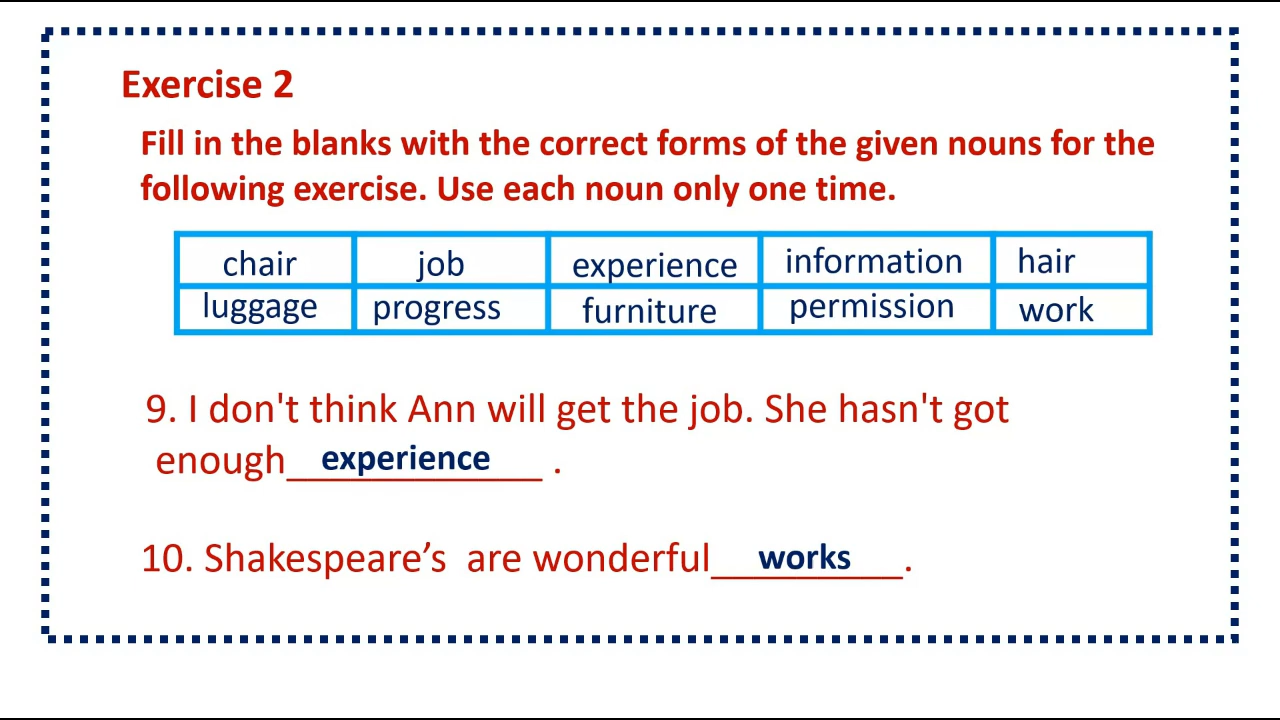 Exercise 2
Fill in the blanks with the correct forms of the given nouns for the
following exercise. Use each noun only one time.
chair job experience information hair
luggage progress furniture permission work
9. I don't think Ann will get the job. She hasn't got
enough experience .
10. Shakespeare’s are wonderful works.